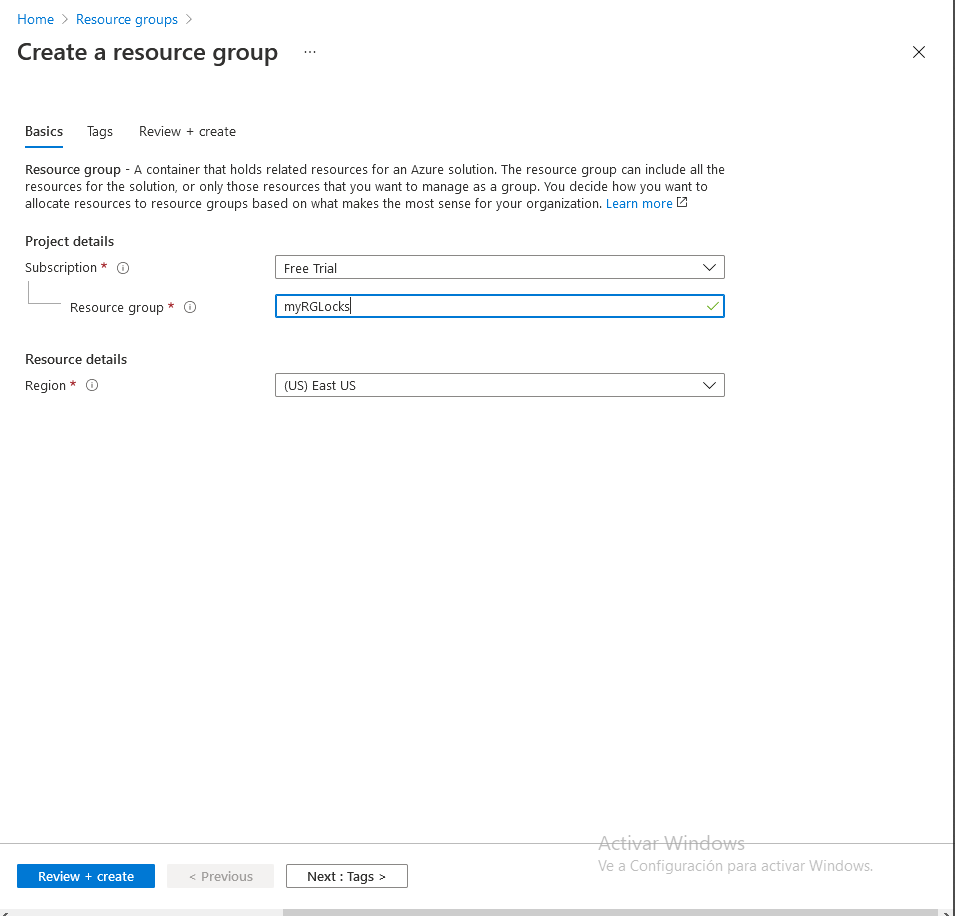 Home > Resource groups >
Create a resource group ...
Basics Tags Review + create
Resource group - A container that holds related resources for an Azure solution. The resource group can include all the
resources for the solution, or only those resources that you want to manage as a group. You decide how you want to
allocate resources to resource groups based on what makes the most sense for your organization. Learn more
Project details
Subscription * Free Trial
Resource group * myRGLocks
Resource details
Region * (US) East US
Activar Windows
Ve a Configuración para activar Windows.
Review + create < Previous Next : Tags >